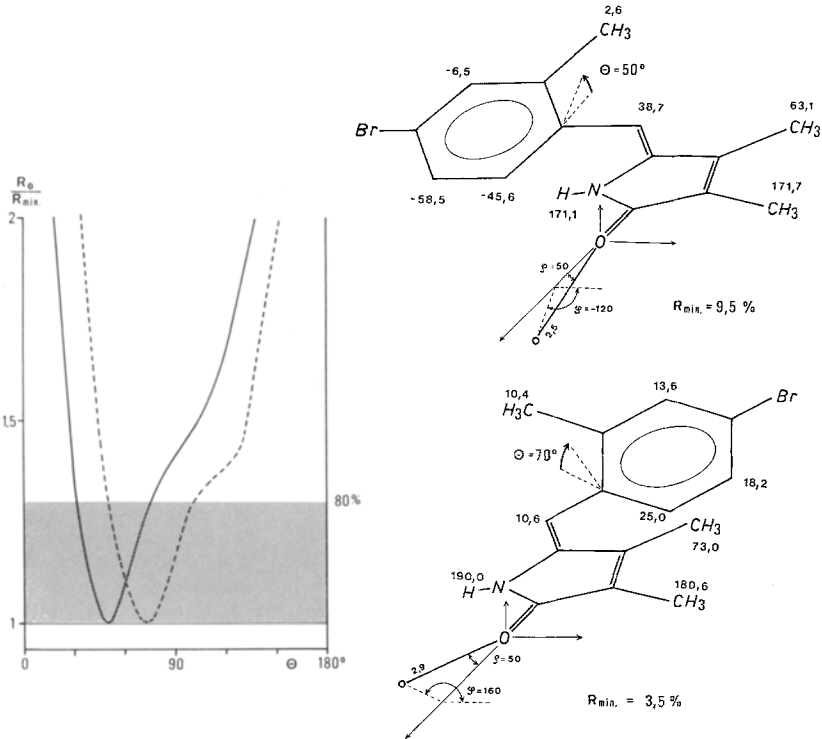 R₀
Rmin.
2
1,5
1
80%
0
90
Θ
180°
2,6
CH₃
-6,5
Θ=50°
38,7
63,1
Br
CH₃
171,7
H-N
CH₃
-58,5
-45,6
171,1
O
ρ=50
φ=-120
2,5
Rmin.=9,5 %
10,4
13,6
Br
H₃C
Θ=70°
18,2
10,6
25,0
CH₃
73,0
190,0
H-N
180,6
CH₃
O
2,9
ρ=50
φ=160
Rmin. = 3,5 %